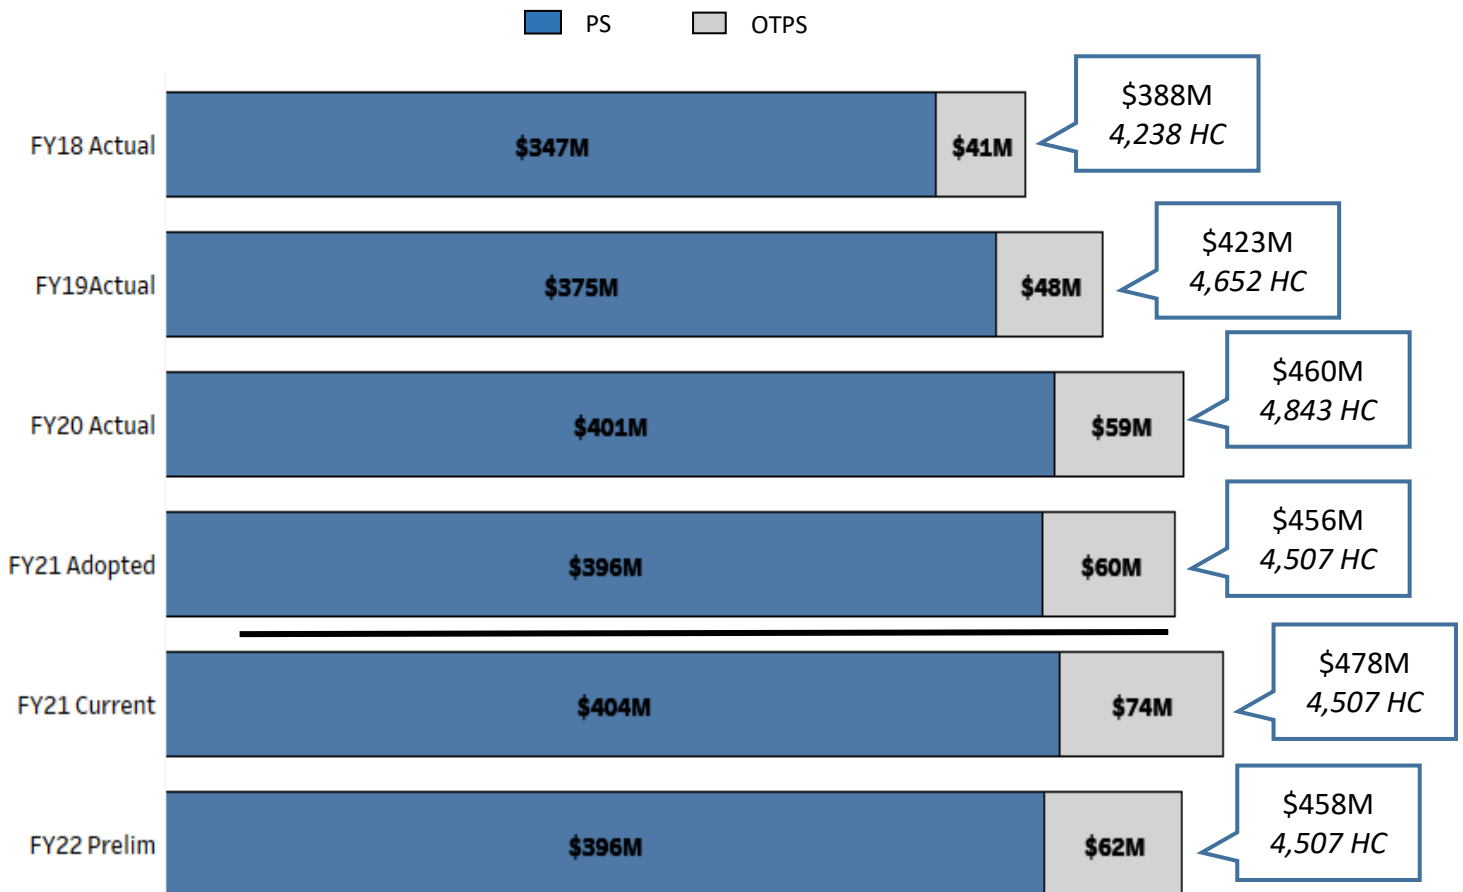 PS OTPS
FY18 Actual $347M $41M $388M
4,238 HC
FY19Actual $375M $48M $423M
4,652 HC
FY20 Actual $401M $59M $460M
4,843 HC
FY21 Adopted $396M $60M $456M
4,507 HC
FY21 Current $404M $74M $478M
4,507 HC
FY22 Prelim $396M $62M $458M
4,507 HC